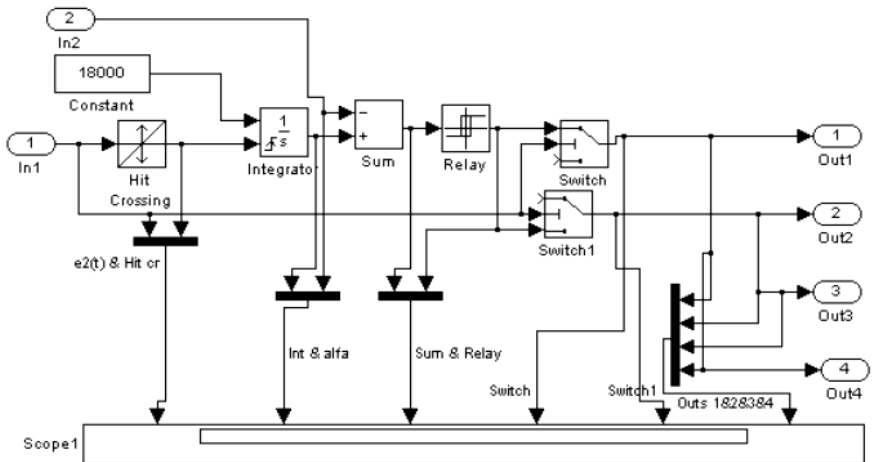 2
In2
18000
Constant
1
In1
Hit
Crossing
1
s
Integrator
−
+
Sum
Relay
Switch
Switch1
1
Out1
2
Out2
3
Out3
4
Out4
e2(t) & Hit cr
Int & alfa
Sum & Relay
Switch
Switch1
Outs 1&2&3&4
Scope1